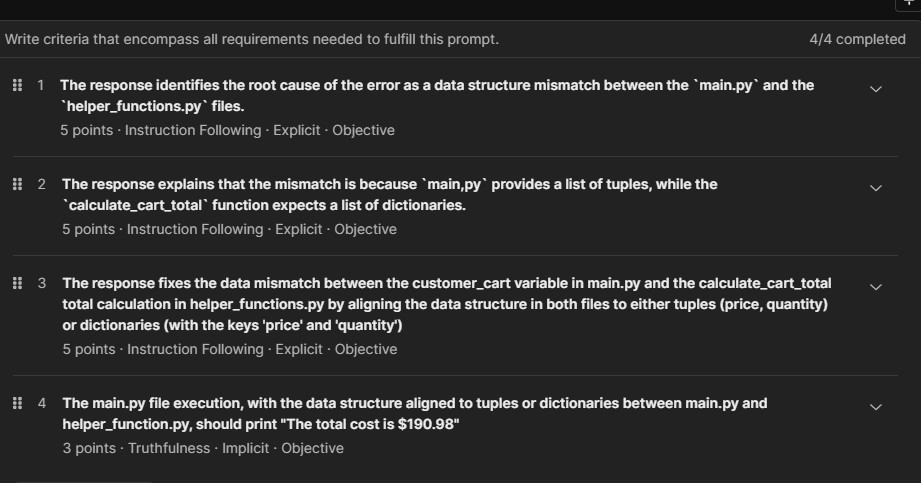 Write criteria that encompass all requirements needed to fulfill this prompt. 4/4 completed
1 The response identifies the root cause of the error as a data structure mismatch between the `main.py` and the
`helper_functions.py` files.
5 points · Instruction Following · Explicit · Objective
2 The response explains that the mismatch is because `main,py` provides a list of tuples, while the
`calculate_cart_total` function expects a list of dictionaries.
5 points · Instruction Following · Explicit · Objective
3 The response fixes the data mismatch between the customer_cart variable in main.py and the calculate_cart_total
total calculation in helper_functions.py by aligning the data structure in both files to either tuples (price, quantity)
or dictionaries (with the keys 'price' and 'quantity')
5 points · Instruction Following · Explicit · Objective
4 The main.py file execution, with the data structure aligned to tuples or dictionaries between main.py and
helper_function.py, should print "The total cost is $190.98"
3 points · Truthfulness · Implicit · Objective